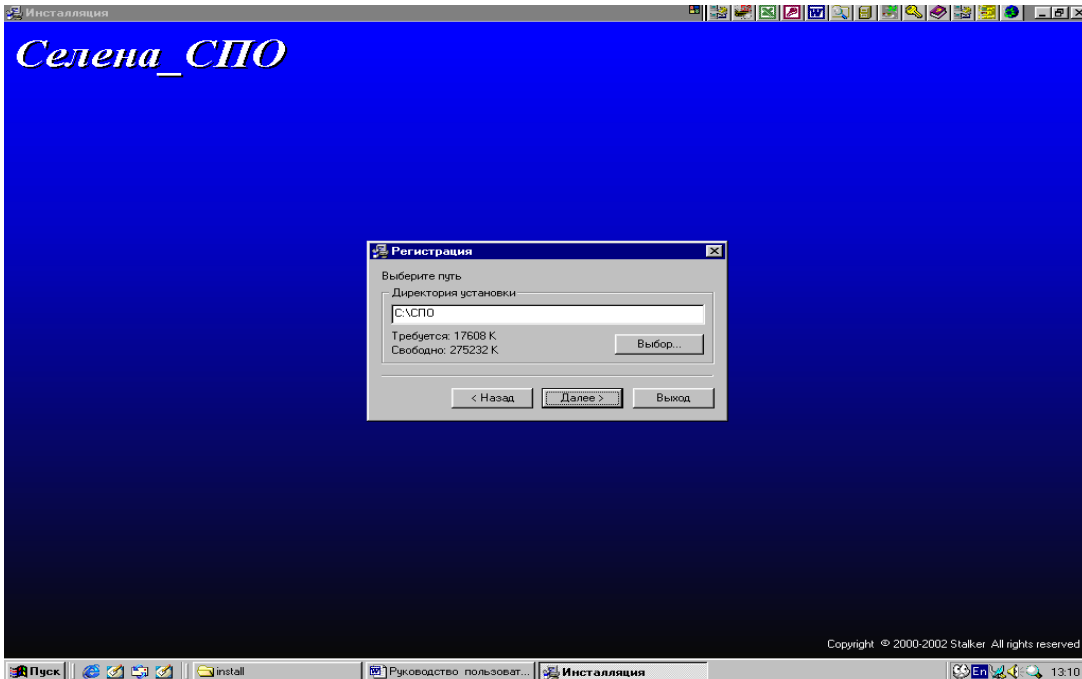 Инсталляция
Селена_СПО
Регистрация
Выберите путь
Директория установки
C:\СПО
Требуется: 17608 К
Свободно: 275232 К
Выбор...
< Назад
Далее >
Выход
Copyright © 2000-2002 Stalker All rights reserved
Пуск
install
Руководство пользоват...
Инсталляция
En
13:10